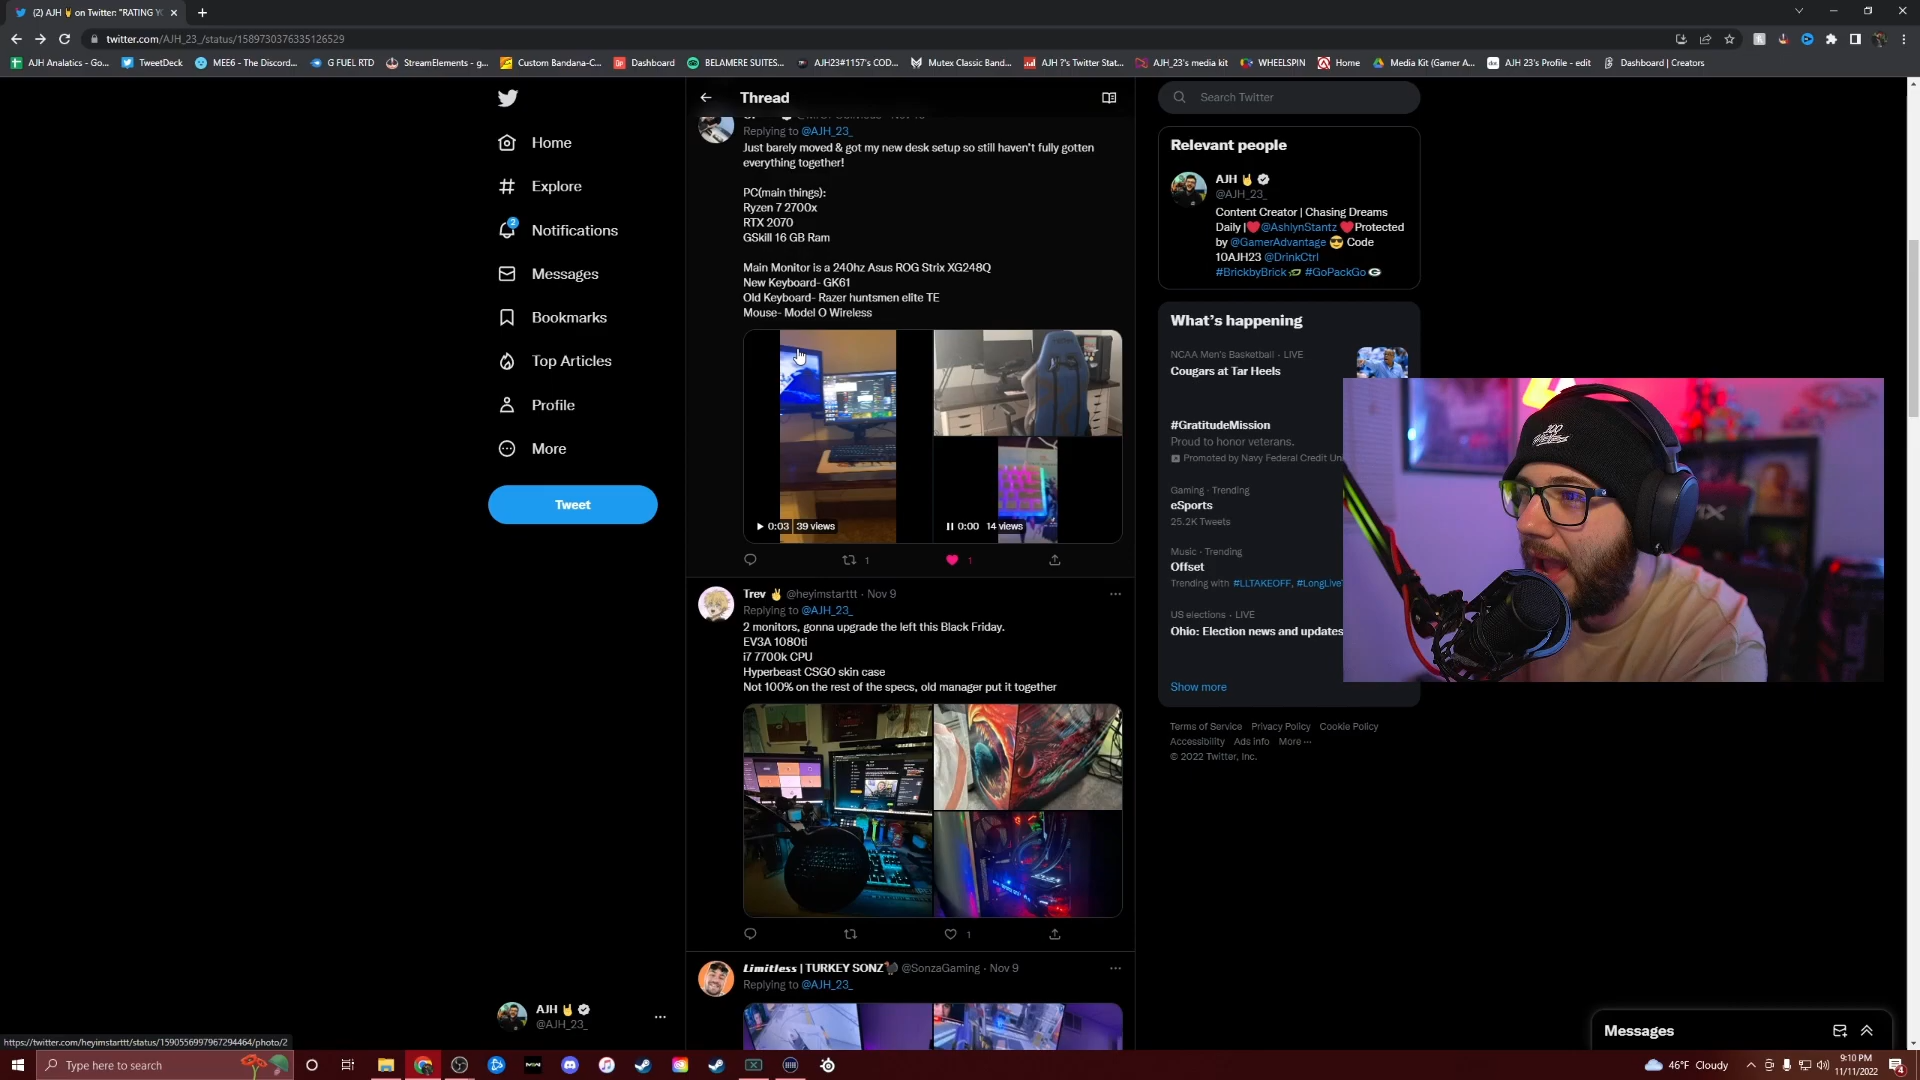 (2) AJH 🤘 on Twitter: "RATING YO
twitter.com/AJH_23_/status/1589730376335126529
AJH Analatics - Go...
TweetDeck
MEE6 - The Discord...
G FUEL RTD
StreamElements - g...
Custom Bandana-C...
Dashboard
BELAMERE SUITES...
AJH23#1157's COD...
Mutex Classic Band...
AJH ?'s Twitter Stat...
AJH_23's media kit
WHEELSPIN
Home
Media Kit (Gamer A...
AJH 23's Profile - edit
Dashboard | Creators
Home
Explore
2
Notifications
Messages
Bookmarks
Top Articles
Profile
More
Tweet
AJH 🤘
@AJH_23_
Thread
Replying to @AJH_23_
Just barely moved & got my new desk setup so still haven't fully gotten
everything together!
PC(main things):
Ryzen 7 2700x
RTX 2070
GSkill 16 GB Ram
Main Monitor is a 240hz Asus ROG Strix XG248Q
New Keyboard- GK61
Old Keyboard- Razer huntsmen elite TE
Mouse- Model O Wireless
0:03 39 views
0:00 14 views
1 1
Trev ✌ @heyimstarttt · Nov 9
Replying to @AJH_23_
2 monitors, gonna upgrade the left this Black Friday.
EV3A 1080ti
i7 7700k CPU
Hyperbeast CSGO skin case
Not 100% on the rest of the specs, old manager put it together
1
Limitless | TURKEY SONZ🦃 @SonzaGaming · Nov 9
Replying to @AJH_23_
Search Twitter
Relevant people
AJH 🤘
@AJH_23_
Content Creator | Chasing Dreams
Daily |❤@AshlynStantz ❤Protected
by @GamerAdvantage 😎 Code
10AJH23 @DrinkCtrl
#BrickbyBrick #GoPackGo
What's happening
NCAA Men's Basketball · LIVE
Cougars at Tar Heels
#GratitudeMission
Proud to honor veterans.
Promoted by Navy Federal Credit Un
Gaming · Trending
eSports
25.2K Tweets
Music · Trending
Offset
Trending with #LLTAKEOFF, #LongLive
US elections · LIVE
Ohio: Election news and updates
Show more
Terms of Service Privacy Policy Cookie Policy
Accessibility Ads info More ···
© 2022 Twitter, Inc.
Messages
https://twitter.com/heyimstarttt/status/1590556997967294464/photo/2
Type here to search
46°F Cloudy
9:10 PM
11/11/2022
4